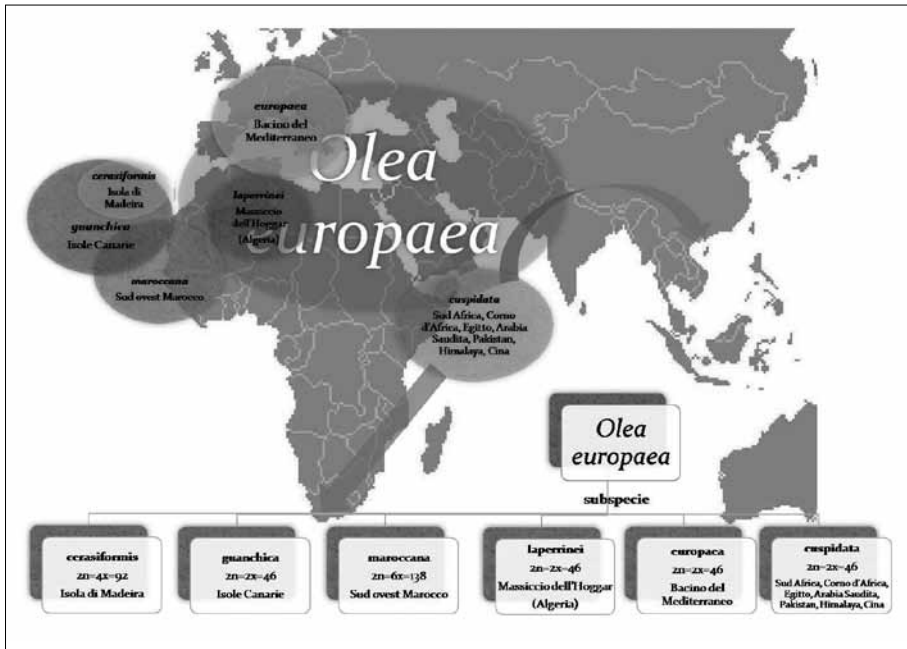 europaea
Bacino del
Mediterraneo
Olea
europaea
cerasiformis
Isola di
Madeira
guanchica
Isole Canarie
laperrinei
Massiccio
dell'Hoggar
(Algeria)
maroccana
Sud ovest Marocco
cuspidata
Sud Africa, Corno
d'Africa, Egitto, Arabia
Saudita, Pakistan,
Himalaya, Cina
Olea
europaea
subspecie
cerasiformis
2n=4x=92
Isola di Madeira
guanchica
2n=2x=46
Isole Canarie
maroccana
2n=6x=138
Sud ovest Marocco
laperrinei
2n=2x=46
Massiccio dell'Hoggar
(Algeria)
europaea
2n=2x=46
Bacino del
Mediterraneo
cuspidata
2n=2x=46
Sud Africa, Corno d'Africa,
Egitto, Arabia Saudita,
Pakistan, Himalaya, Cina